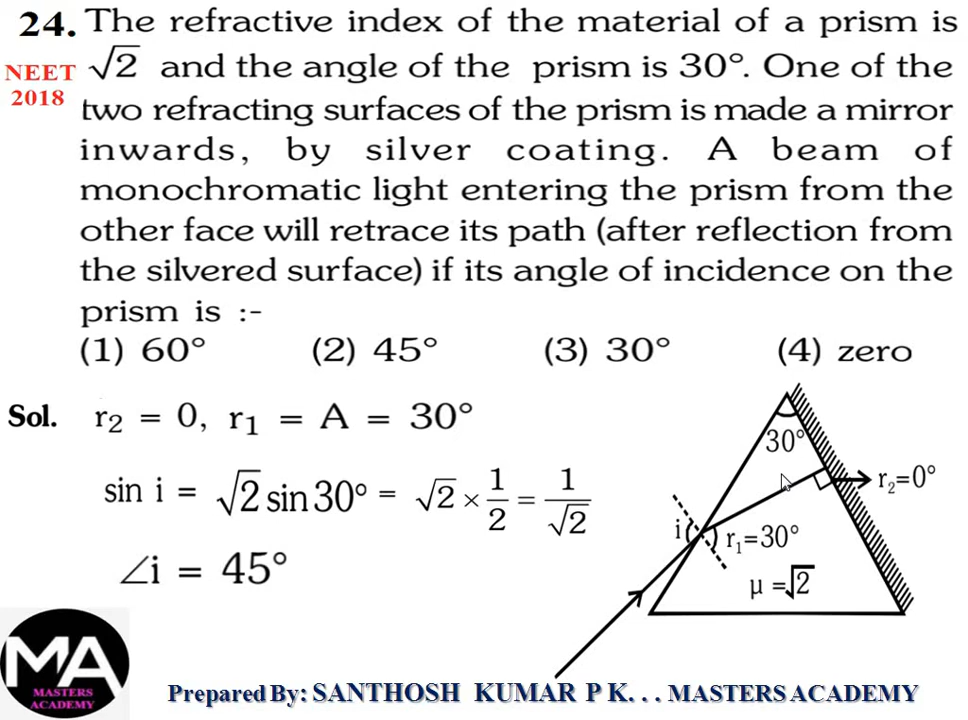 24. The refractive index of the material of a prism is
NEET 2018
√2 and the angle of the prism is 30°. One of the
two refracting surfaces of the prism is made a mirror
inwards, by silver coating. A beam of
monochromatic light entering the prism from the
other face will retrace its path (after reflection from
the silvered surface) if its angle of incidence on the
prism is :-
(1) 60° (2) 45° (3) 30° (4) zero
Sol. r₂ = 0, r₁ = A = 30°
sin i = √2 sin 30° = √2 × 1/2 = 1/√2
∠i = 45°
30°
r₂=0°
i
r₁=30°
μ =√2
MA
MASTERS
ACADEMY
Prepared By: SANTHOSH KUMAR P K. . . MASTERS ACADEMY